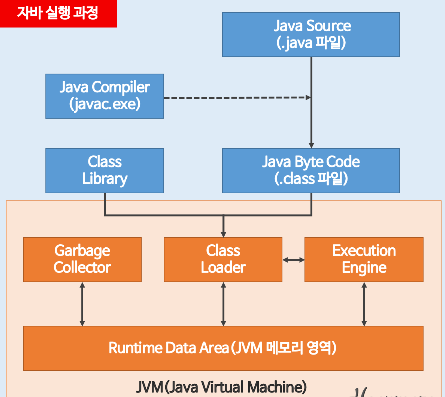 자바 실행 과정
Java Source
(.java 파일)
Java Compiler
(javac.exe)
Class
Library
Java Byte Code
(.class 파일)
Garbage
Collector
Class
Loader
Execution
Engine
Runtime Data Area(JVM 메모리 영역)
JVM(Java Virtual Machine)